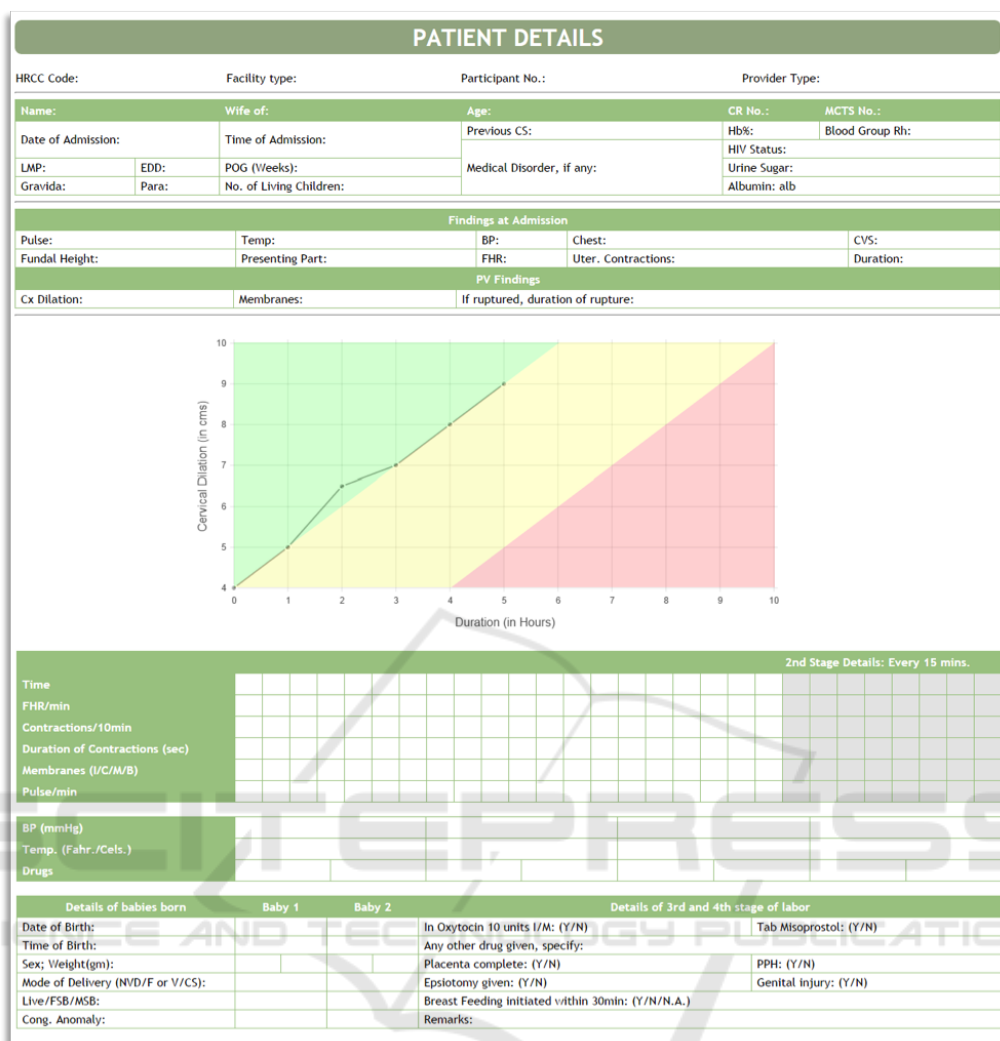 PATIENT DETAILS
HRCC Code: Facility type: Participant No.: Provider Type:
Name: Wife of: Age: CR No.: MCTS No.:
Date of Admission: Time of Admission: Previous CS: Hb%: Blood Group Rh:
HIV Status:
LMP: EDD: POG (Weeks): Medical Disorder, if any: Urine Sugar:
Gravida: Para: No. of Living Children: Albumin: alb
Findings at Admission
Pulse: Temp: BP: Chest: CVS:
Fundal Height: Presenting Part: FHR: Uter. Contractions: Duration:
PV Findings
Cx Dilation: Membranes: If ruptured, duration of rupture:
10
9
8
7
6
5
4
Cervical Dilation (in cms)
0 1 2 3 4 5 6 7 8 9 10
Duration (in Hours)
2nd Stage Details: Every 15 mins.
Time
FHR/min
Contractions/10min
Duration of Contractions (sec)
Membranes (I/C/M/B)
Pulse/min
BP (mmHg)
Temp. (Fahr./Cels.)
Drugs
SCITEPRESS
SCIENCE AND TECHNOLOGY PUBLICATIO
Details of babies born Baby 1 Baby 2 Details of 3rd and 4th stage of labor
Date of Birth: In Oxytocin 10 units I/M: (Y/N) Tab Misoprostol: (Y/N)
Time of Birth: Any other drug given, specify:
Sex; Weight(gm): Placenta complete: (Y/N) PPH: (Y/N)
Mode of Delivery (NVD/F or V/CS): Epsiotomy given: (Y/N) Genital injury: (Y/N)
Live/FSB/MSB: Breast Feeding initiated within 30min: (Y/N/N.A.)
Cong. Anomaly: Remarks: